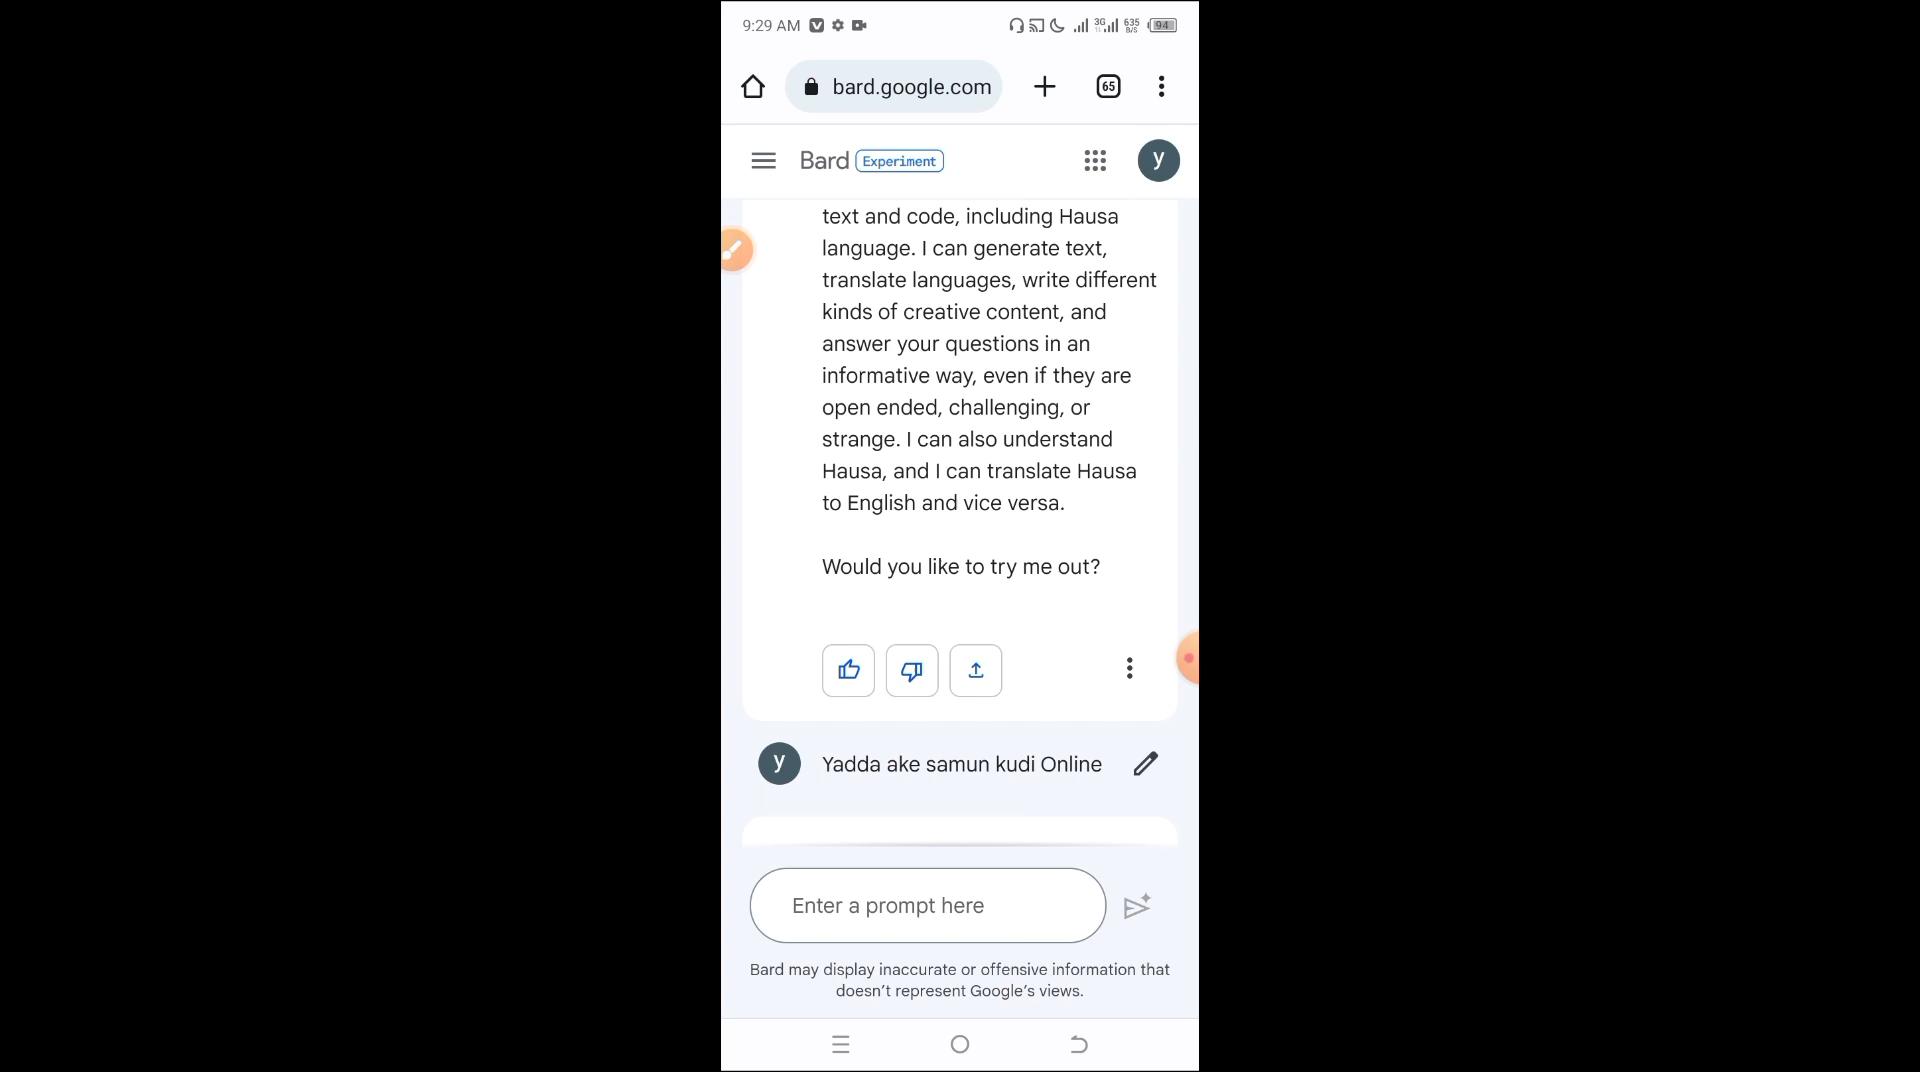 9:29 AM
3G
635
B/S
94
bard.google.com
65
Bard Experiment
y
text and code, including Hausa
language. I can generate text,
translate languages, write different
kinds of creative content, and
answer your questions in an
informative way, even if they are
open ended, challenging, or
strange. I can also understand
Hausa, and I can translate Hausa
to English and vice versa.
Would you like to try me out?
y
Yadda ake samun kudi Online
Enter a prompt here
Bard may display inaccurate or offensive information that
doesn't represent Google's views.